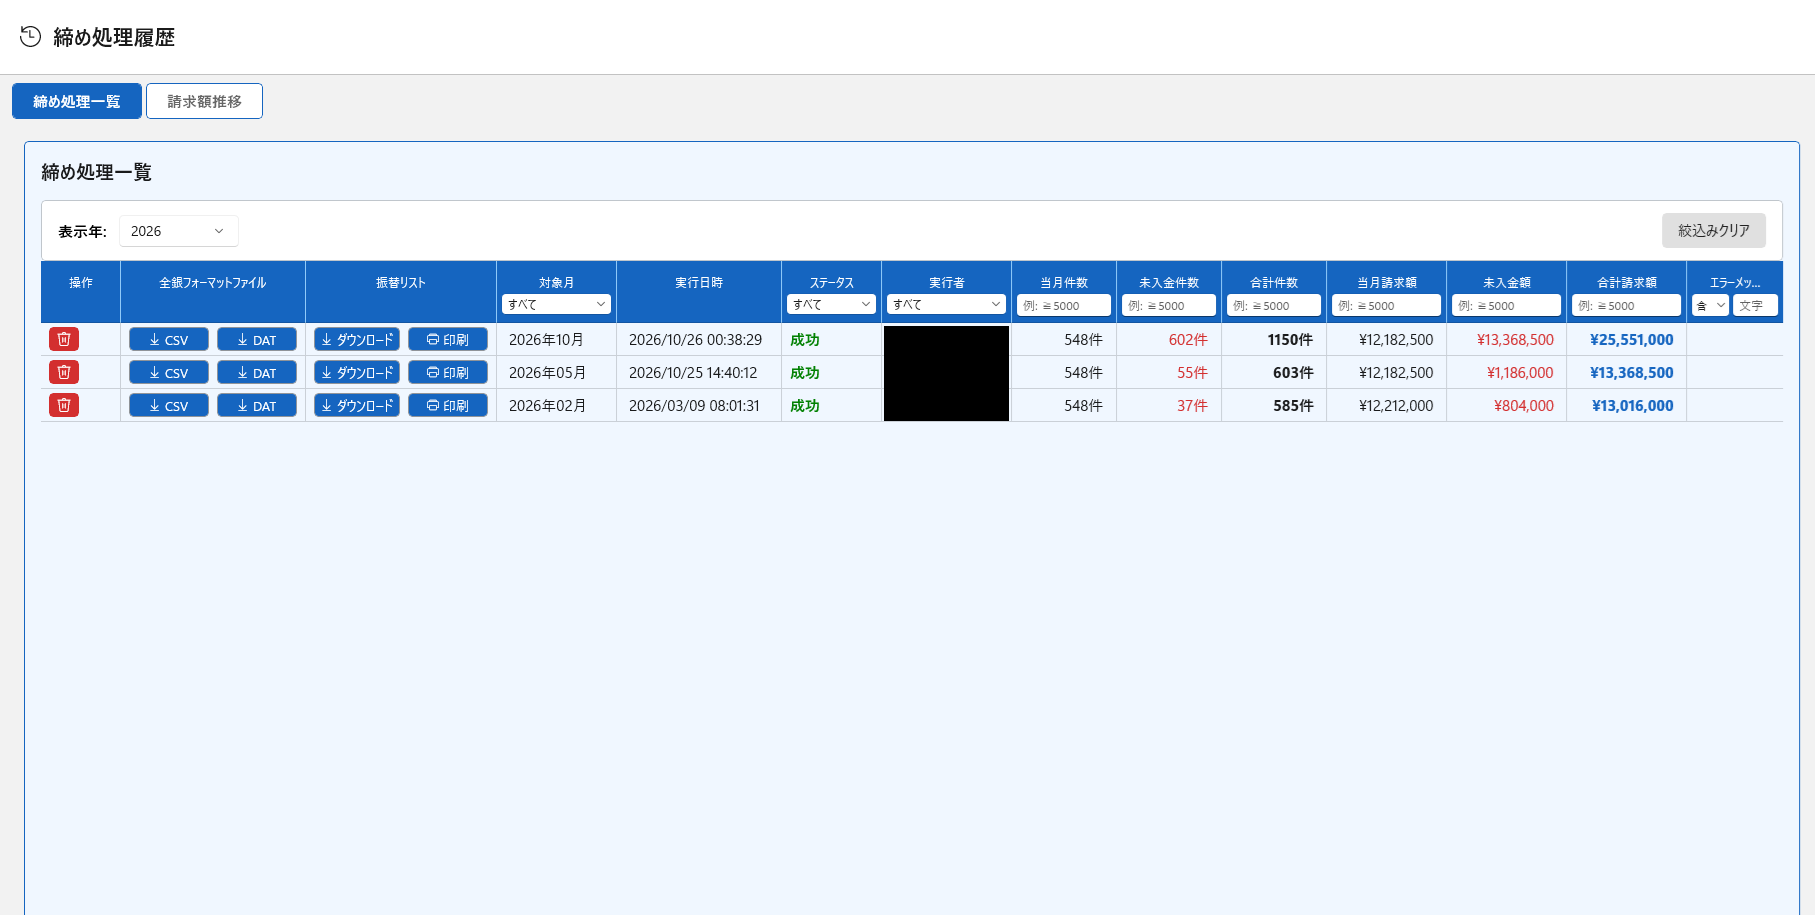 締め処理履歴
締め処理一覧 請求額推移
締め処理一覧
表示年: 2026 絞込みクリア
操作 全銀フォーマットファイル 振替リスト 対象月 実行日時 ステータス 実行者 当月件数 未入金件数 合計件数 当月請求額 未入金額 合計請求額 エラーメッ...
すべて すべて すべて 例: ≧5000 例: ≧5000 例: ≧5000 例: ≧5000 例: ≧5000 例: ≧5000 含 文字
CSV DAT ダウンロード 印刷 2026年10月 2026/10/26 00:38:29 成功 548件 602件 1150件 ¥12,182,500 ¥13,368,500 ¥25,551,000
CSV DAT ダウンロード 印刷 2026年05月 2026/10/25 14:40:12 成功 548件 55件 603件 ¥12,182,500 ¥1,186,000 ¥13,368,500
CSV DAT ダウンロード 印刷 2026年02月 2026/03/09 08:01:31 成功 548件 37件 585件 ¥12,212,000 ¥804,000 ¥13,016,000